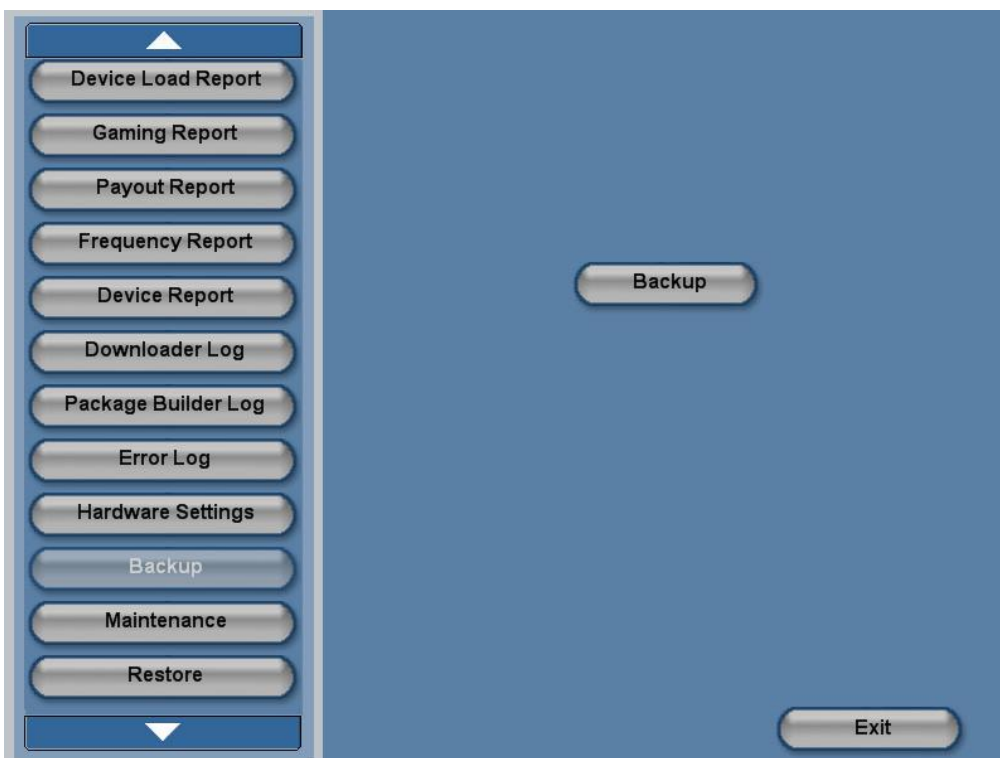 Device Load Report
Gaming Report
Payout Report
Frequency Report
Device Report
Downloader Log
Package Builder Log
Error Log
Hardware Settings
Backup
Maintenance
Restore
Backup
Exit